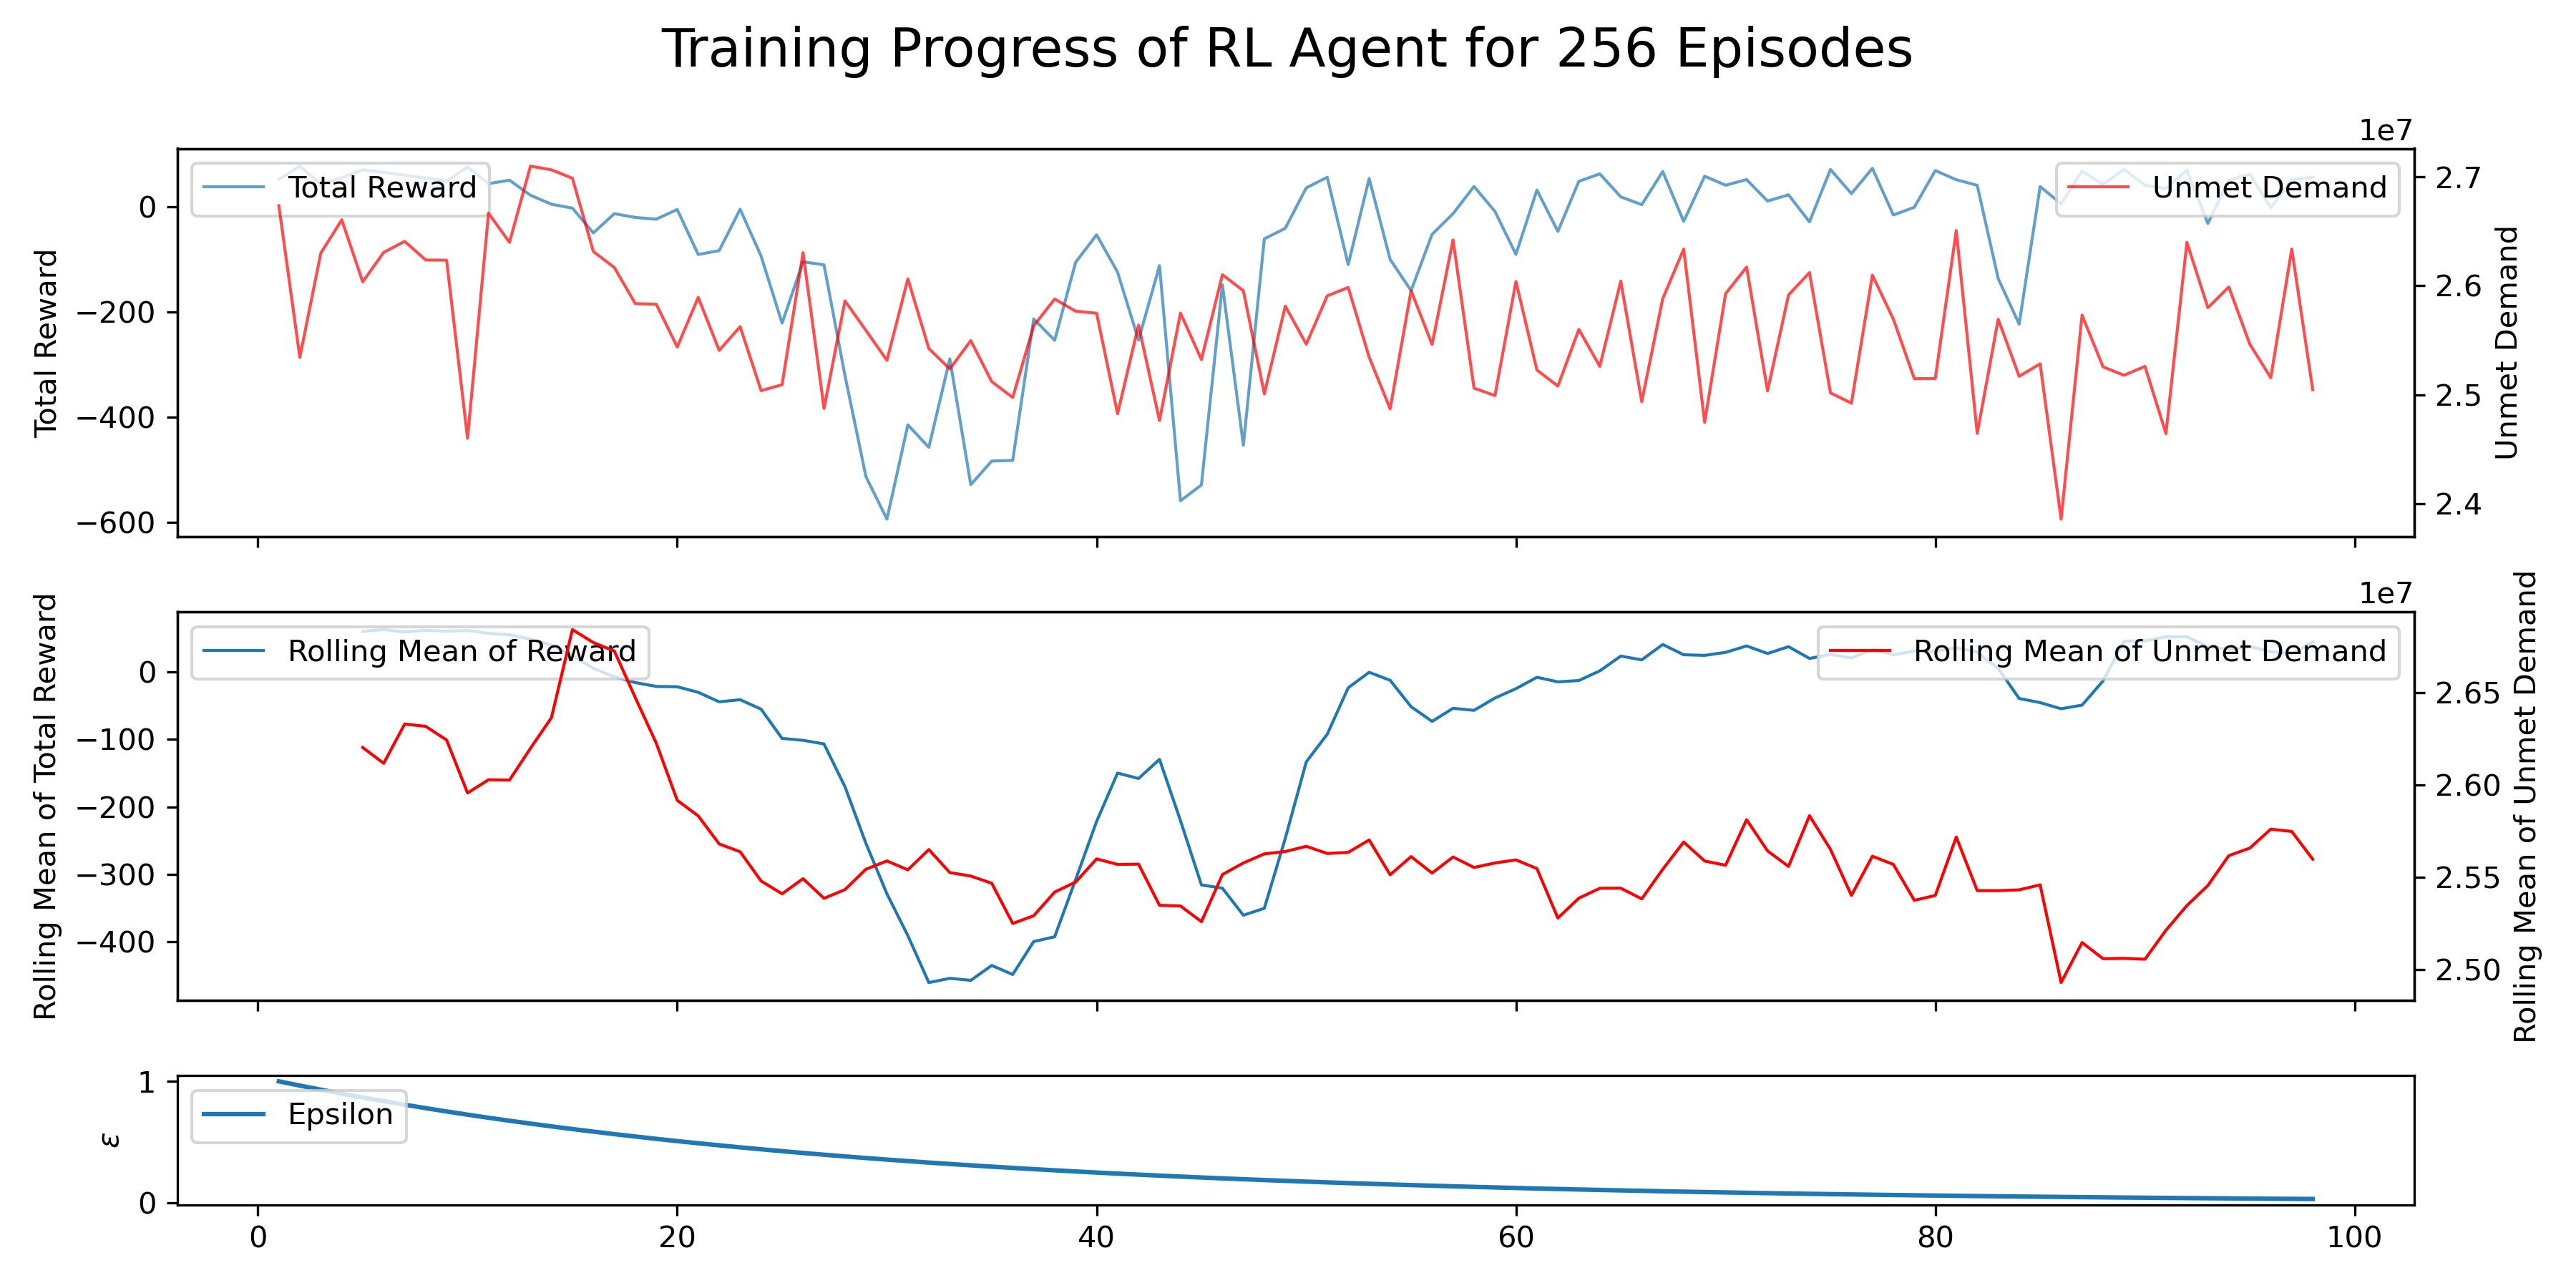 Training Progress of RL Agent for 256 Episodes
1e7
Total Reward
Unmet Demand
0
−200
−400
−600
2.7
2.6
2.5
2.4
Total Reward
Unmet Demand
1e7
Rolling Mean of Reward
Rolling Mean of Unmet Demand
0
−100
−200
−300
−400
2.65
2.60
2.55
2.50
Rolling Mean of Total Reward
Rolling Mean of Unmet Demand
1
0
Epsilon
ε
0 20 40 60 80 100